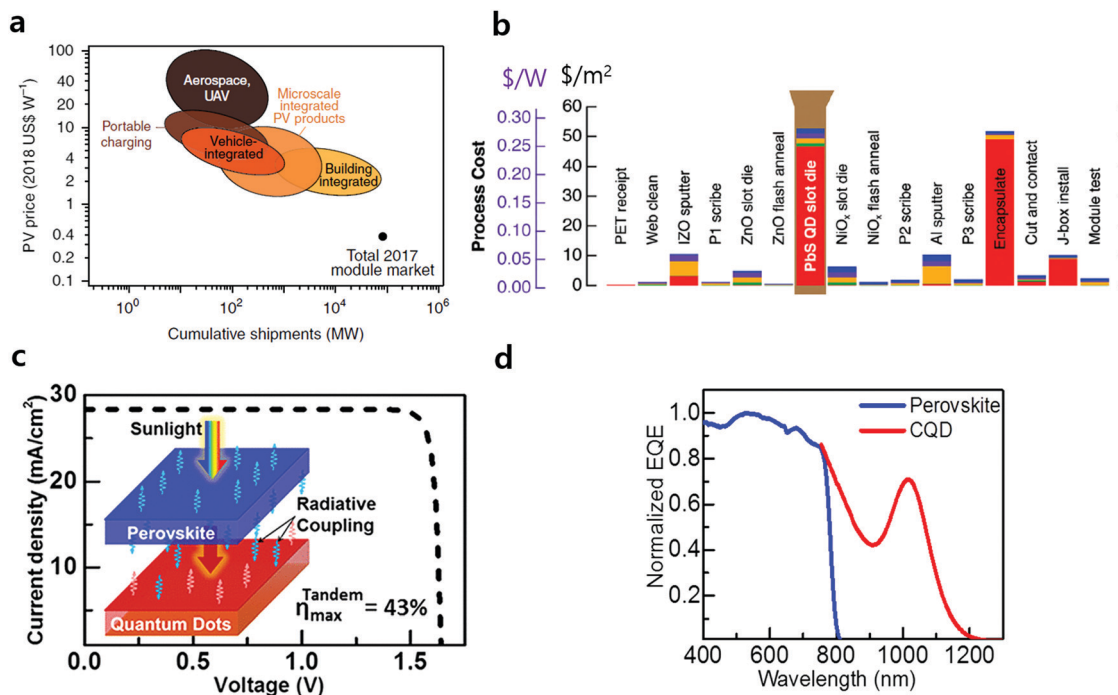 a
PV price (2018 US$ W⁻¹)
100
40
20
10
4
2
1
0.4
0.2
0.1
Aerospace,
UAV
Microscale
integrated
PV products
Portable
charging
Vehicle-
integrated
Building
integrated
Total 2017
module market
10⁰
10²
10⁴
10⁶
Cumulative shipments (MW)
b
$/W
$/m²
Process Cost
0.30
0.25
0.20
0.15
0.10
0.05
0.00
60
50
40
30
20
10
0
PET receipt
Web clean
IZO sputter
P1 scribe
ZnO slot die
ZnO flash anneal
PbS QD slot die
NiOₓ slot die
NiOₓ flash anneal
P2 scribe
Al sputter
P3 scribe
Encapsulate
Cut and contact
J-box install
Module test
c
Current density (mA/cm²)
30
20
10
Sunlight
Radiative
Coupling
Perovskite
Quantum Dots
η Tandem max = 43%
0.0
0.5
1.0
1.5
Voltage (V)
d
Normalized EQE
1.0
0.8
0.6
0.4
0.2
Perovskite
CQD
400
600
800
1000
1200
Wavelength (nm)